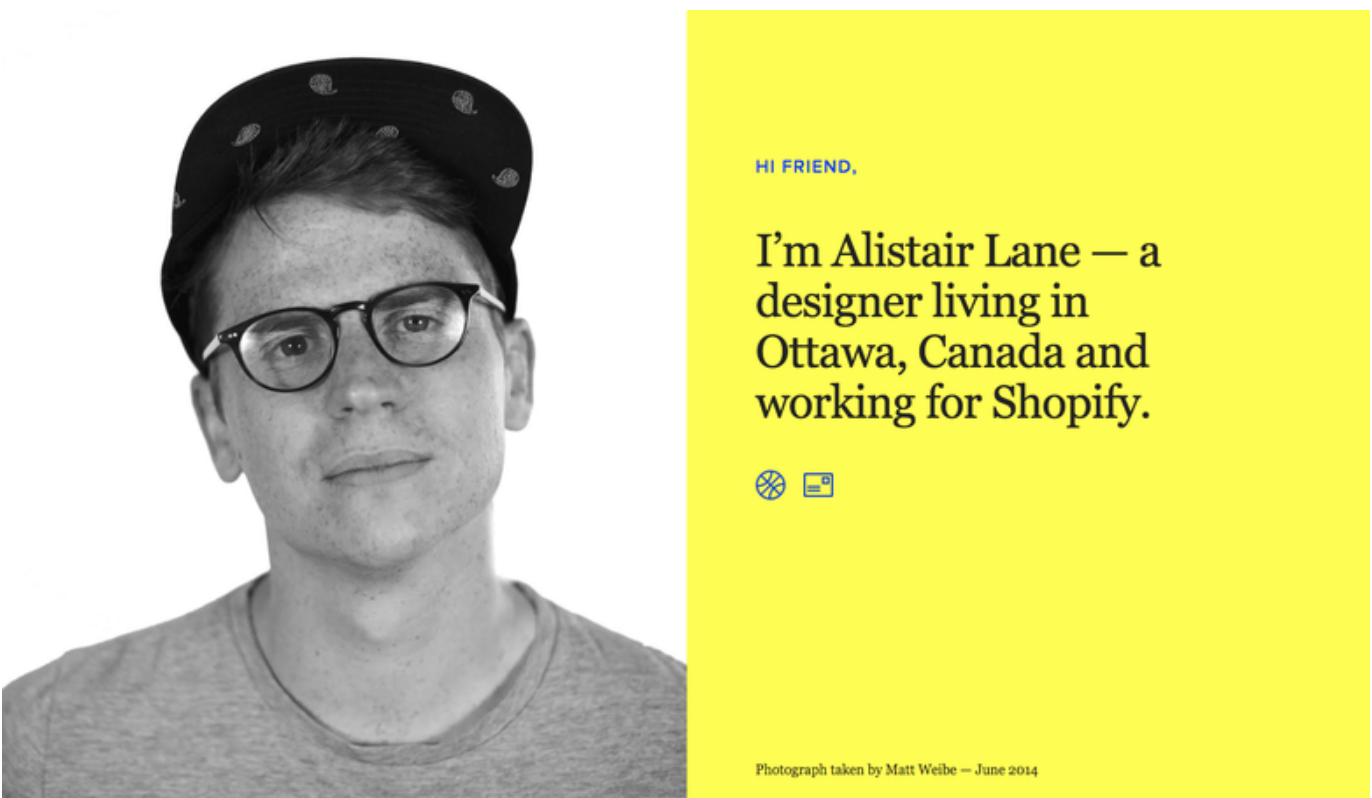 HI FRIEND,
I’m Alistair Lane — a
designer living in
Ottawa, Canada and
working for Shopify.
Photograph taken by Matt Weibe — June 2014